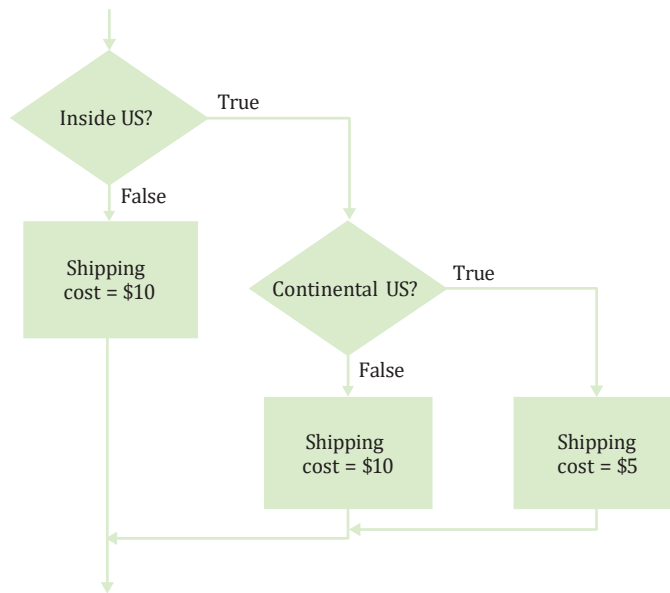 True
Inside US?
False
Shipping
cost = $10
True
Continental US?
False
Shipping
cost = $10
Shipping
cost = $5